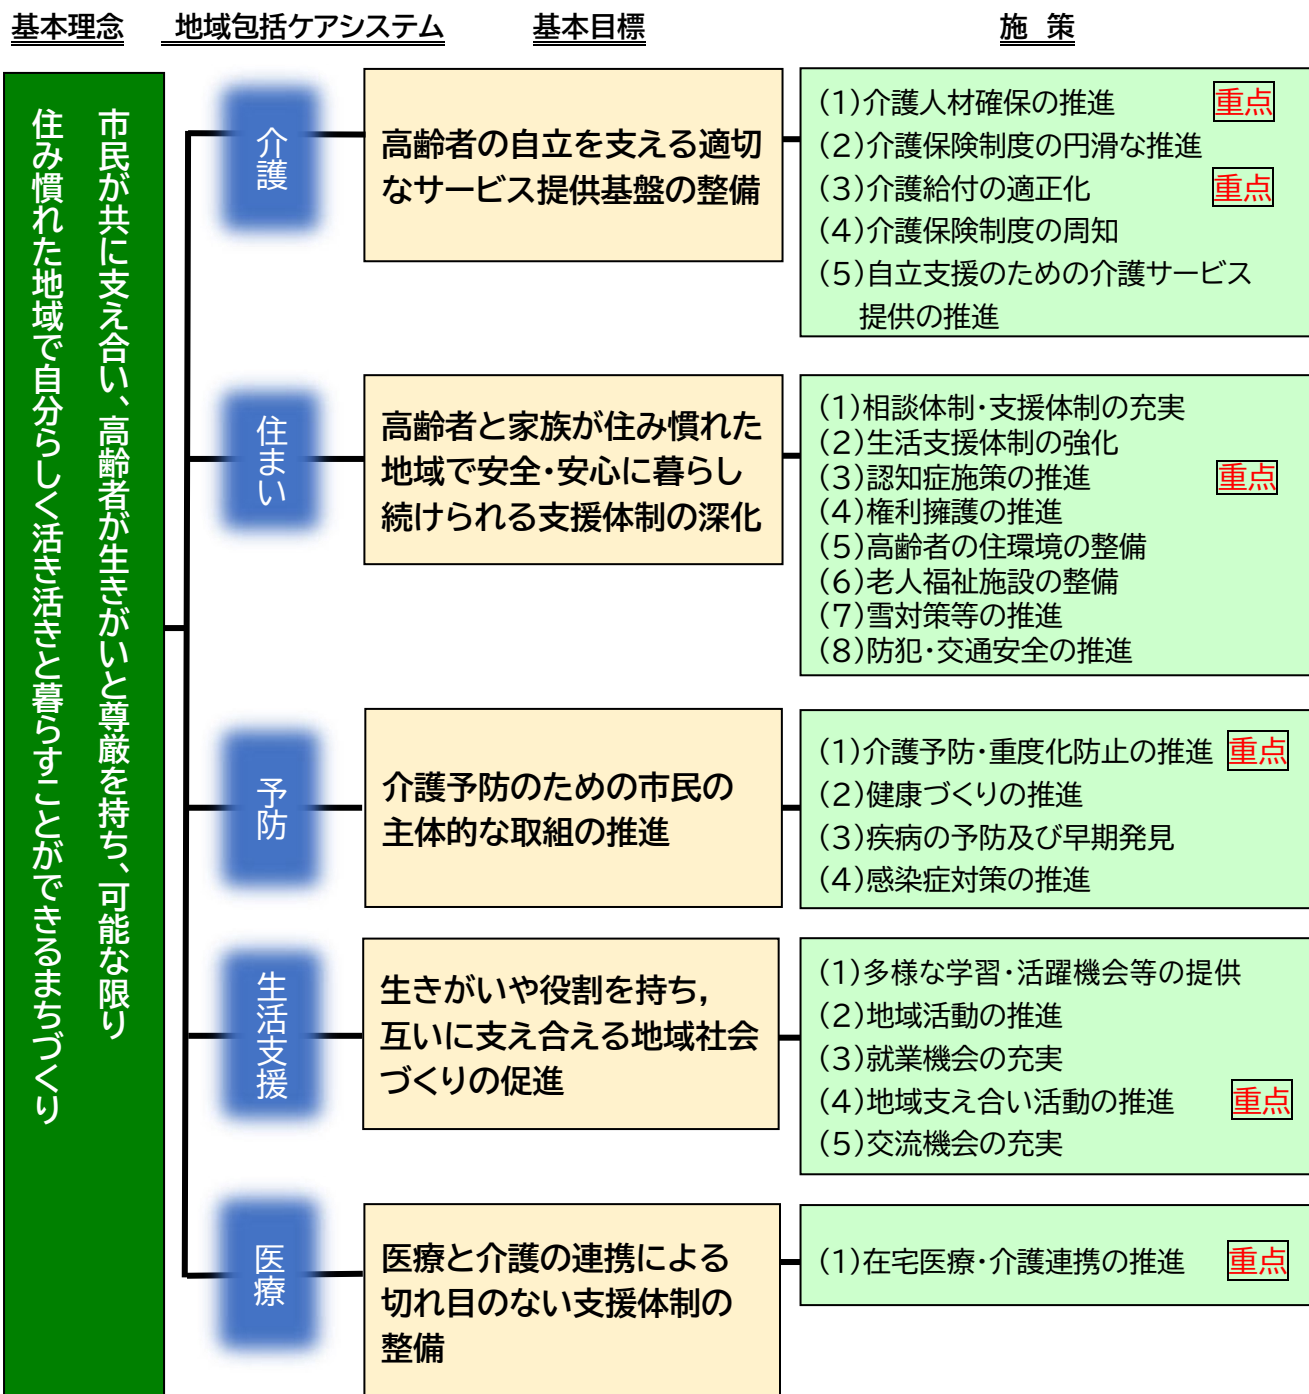 基本理念　地域包括ケアシステム　基本目標　施　策
市民が共に支え合い、高齢者が生きがいと尊厳を持ち、可能な限り
住み慣れた地域で自分らしく活き活きと暮らすことができるまちづくり
介護
高齢者の自立を支える適切
なサービス提供基盤の整備
(1)介護人材確保の推進　重点
(2)介護保険制度の円滑な推進
(3)介護給付の適正化　重点
(4)介護保険制度の周知
(5)自立支援のための介護サービス
提供の推進
住まい
高齢者と家族が住み慣れた
地域で安全・安心に暮らし
続けられる支援体制の深化
(1)相談体制・支援体制の充実
(2)生活支援体制の強化
(3)認知症施策の推進　重点
(4)権利擁護の推進
(5)高齢者の住環境の整備
(6)老人福祉施設の整備
(7)雪対策等の推進
(8)防犯・交通安全の推進
予防
介護予防のための市民の
主体的な取組の推進
(1)介護予防・重度化防止の推進　重点
(2)健康づくりの推進
(3)疾病の予防及び早期発見
(4)感染症対策の推進
生活支援
生きがいや役割を持ち，
互いに支え合える地域社会
づくりの促進
(1)多様な学習・活躍機会等の提供
(2)地域活動の推進
(3)就業機会の充実
(4)地域支え合い活動の推進　重点
(5)交流機会の充実
医療
医療と介護の連携による
切れ目のない支援体制の
整備
(1)在宅医療・介護連携の推進　重点